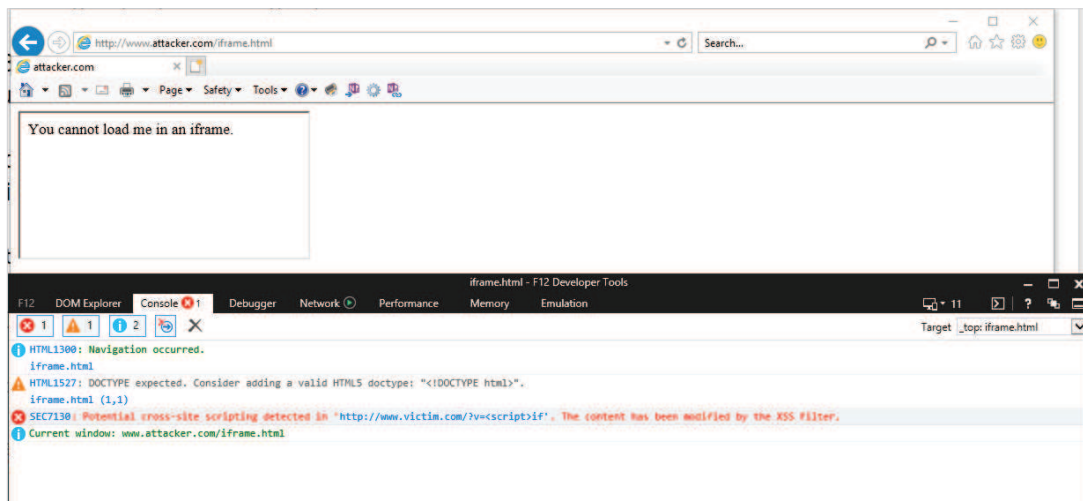 http://www.attacker.com/iframe.html Search...
attacker.com
Page Safety Tools
You cannot load me in an iframe.
iframe.html - F12 Developer Tools
F12 DOM Explorer Console 1 Debugger Network Performance Memory Emulation 11 ?
1 1 2 Target _top: iframe.html
HTML1300: Navigation occurred.
iframe.html
HTML1527: DOCTYPE expected. Consider adding a valid HTML5 doctype: "<!DOCTYPE html>".
iframe.html (1,1)
SEC7130: Potential cross-site scripting detected in 'http://www.victim.com/?v=<script>if'. The content has been modified by the XSS Filter.
Current window: www.attacker.com/iframe.html